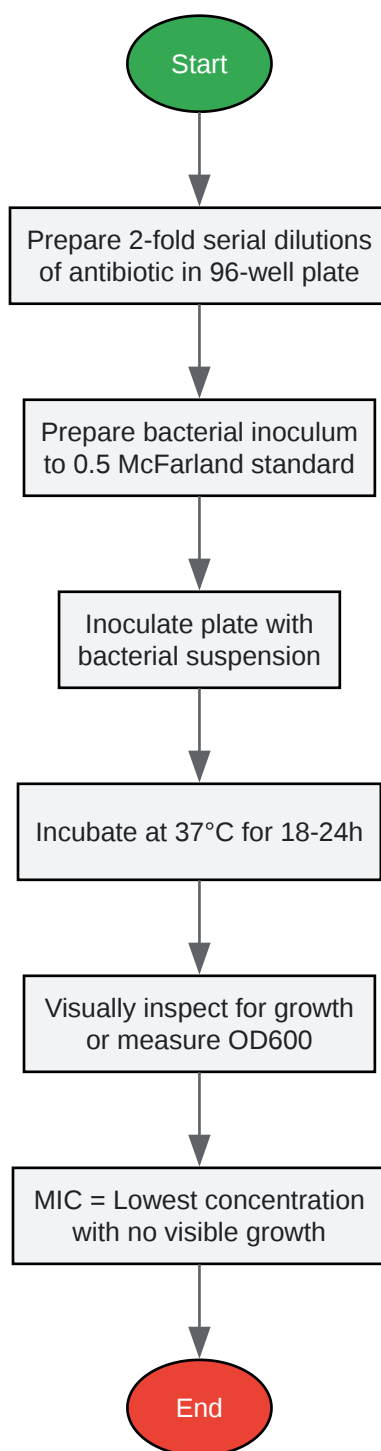 Start
Prepare 2-fold serial dilutions
of antibiotic in 96-well plate
Prepare bacterial inoculum
to 0.5 McFarland standard
Inoculate plate with
bacterial suspension
Incubate at 37°C for 18-24h
Visually inspect for growth
or measure OD600
MIC = Lowest concentration
with no visible growth
End